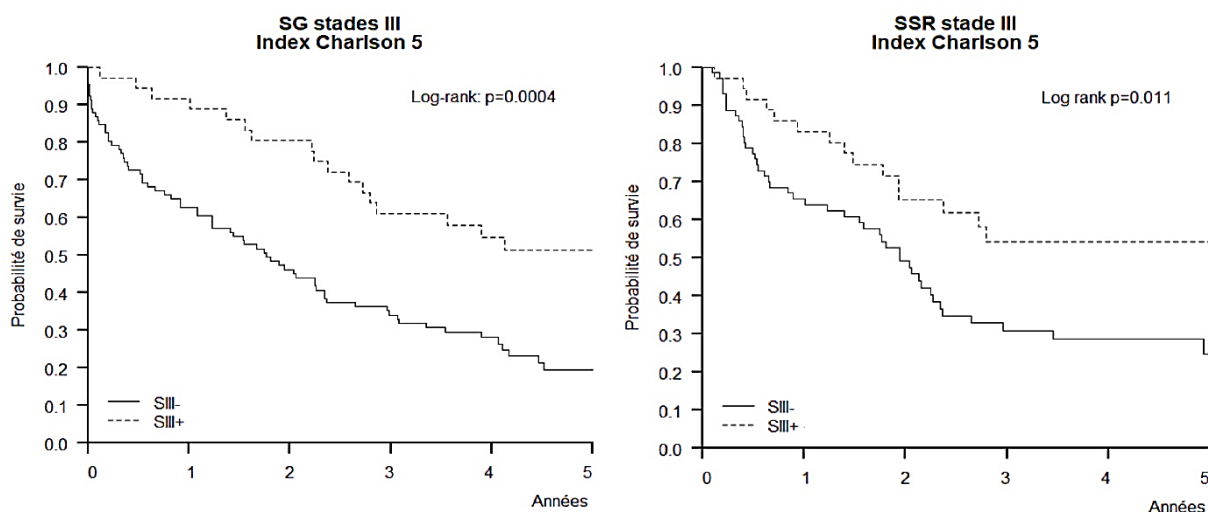 SG stades III
Index Charlson 5
Log-rank: p=0.0004
Probabilité de survie
1.0
0.9
0.8
0.7
0.6
0.5
0.4
0.3
0.2
0.1
0.0
SIII-
SIII+
0 1 2 3 4 5
Années
SSR stade III
Index Charlson 5
Log rank p=0.011
Probabilité de survie
1.0
0.9
0.8
0.7
0.6
0.5
0.4
0.3
0.2
0.1
0.0
SIII-
SIII+
0 1 2 3 4 5
Années